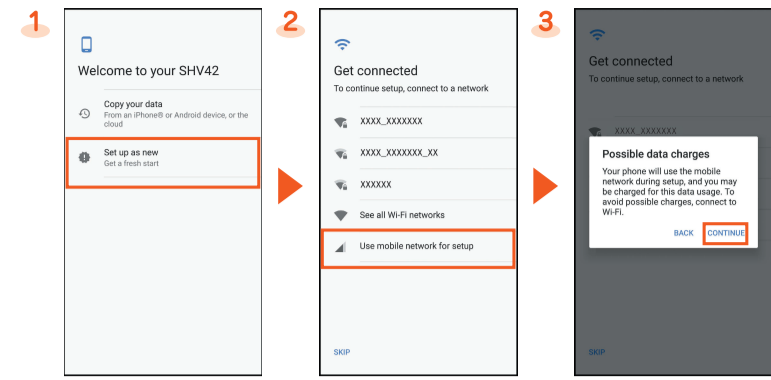 1
Welcome to your SHV42
Copy your data
From an iPhone® or Android device, or the
cloud
Set up as new
Get a fresh start
2
Get connected
To continue setup, connect to a network
XXXX_XXXXXXX
XXXX_XXXXXXX_XX
XXXXXX
See all Wi-Fi networks
Use mobile network for setup
SKIP
3
Get connected
To continue setup, connect to a network
XXXX_XXXXXXX
Possible data charges
Your phone will use the mobile
network during setup, and you may
be charged for this data usage. To
avoid possible charges, connect to
Wi-Fi.
BACK CONTINUE
SKIP